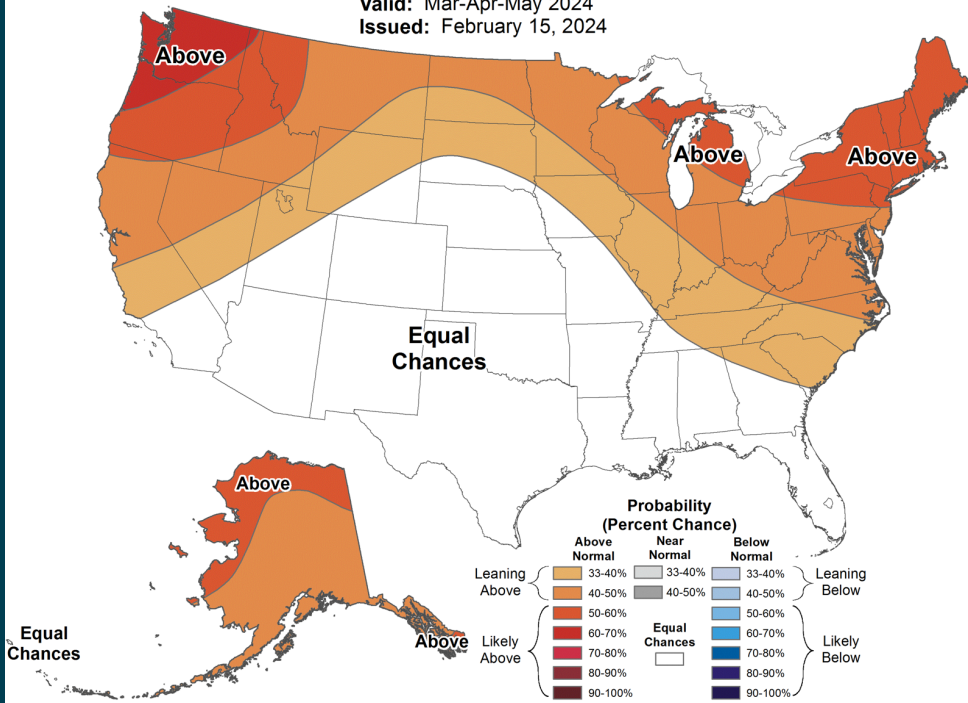 Valid: Mar-Apr-May 2024
Issued: February 15, 2024
Above
Above
Above
Equal
Chances
Above
Above
Equal
Chances
Probability
(Percent Chance)
Above
Normal
Near
Normal
Below
Normal
Leaning
Above
33-40%
33-40%
33-40%
Leaning
Below
40-50%
40-50%
40-50%
Likely
Above
50-60%
60-70%
70-80%
80-90%
90-100%
Equal
Chances
50-60%
60-70%
70-80%
80-90%
90-100%
Likely
Below